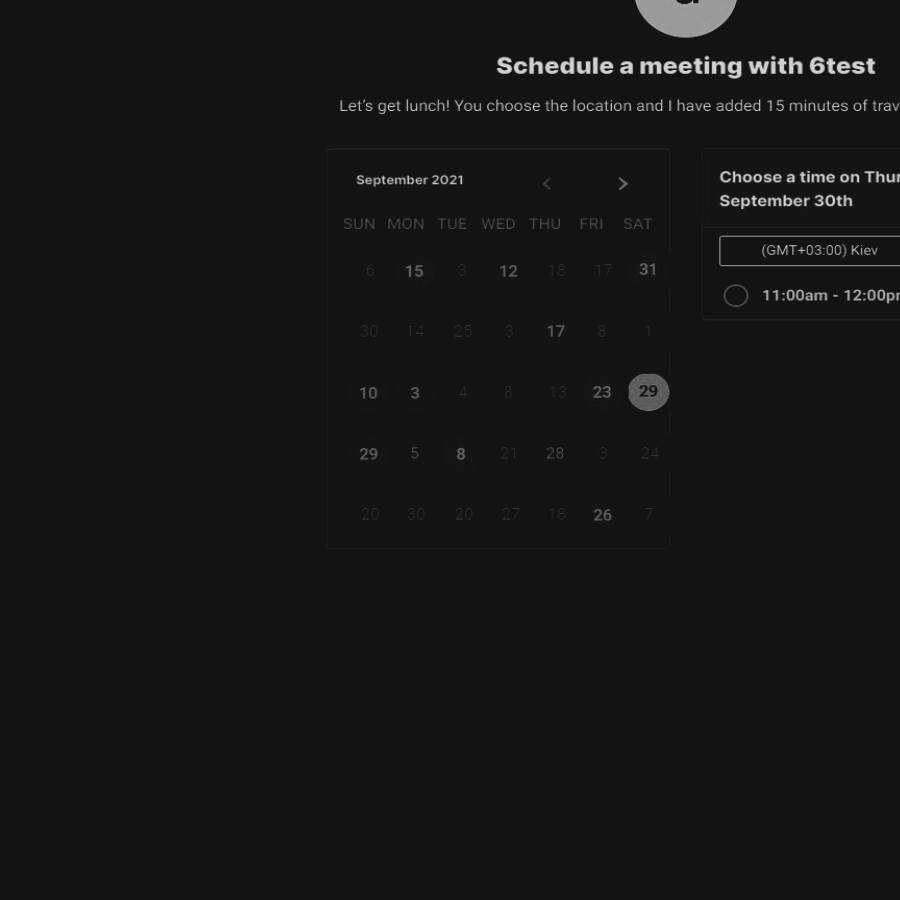 Schedule a meeting with 6test
Let's get lunch! You choose the location and I have added 15 minutes of trav
September 2021
SUN MON TUE WED THU FRI SAT
6 15 3 12 18 17 31
30 14 25 3 17 8 1
10 3 4 8 13 23 29
29 5 8 21 28 3 24
20 30 20 27 18 26 7
Choose a time on Thur
September 30th
(GMT+03:00) Kiev
11:00am - 12:00pm